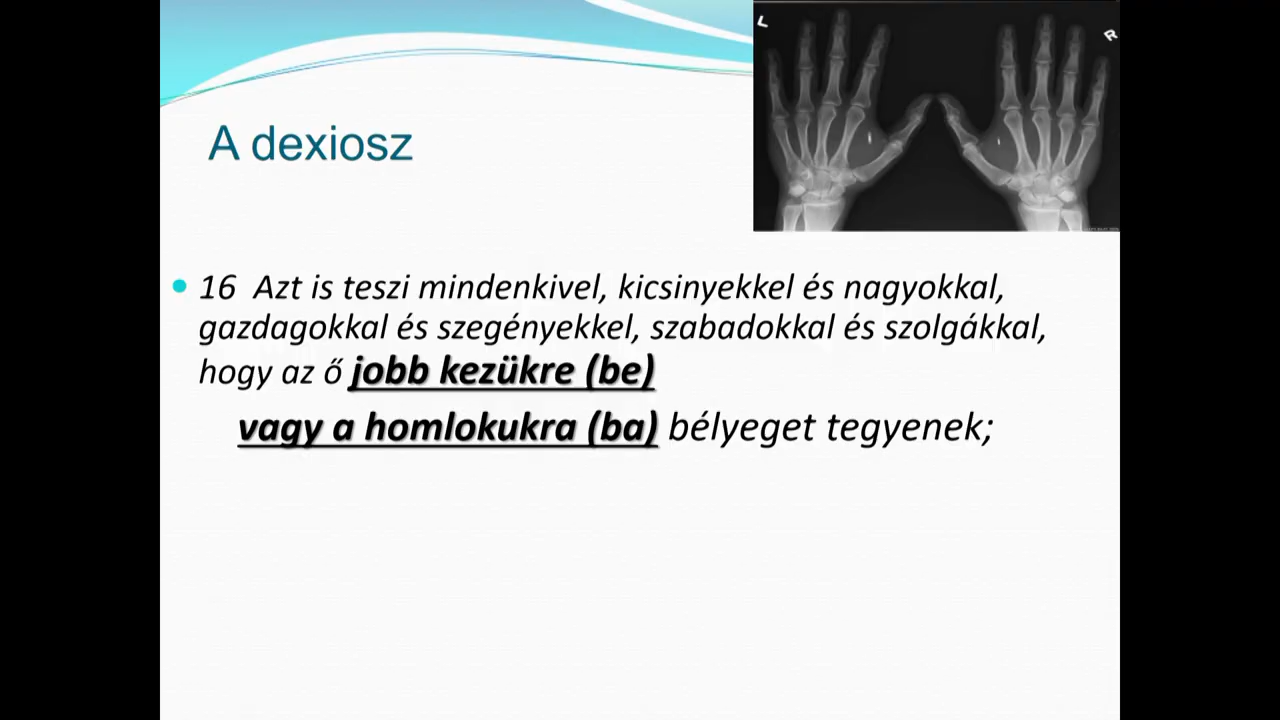 L
R
A dexiosz
16 Azt is teszi mindenkivel, kicsinyekkel és nagyokkal,
gazdagokkal és szegényekkel, szabadokkal és szolgákkal,
hogy az ő jobb kezükre (be)
vagy a homlokukra (ba) bélyeget tegyenek;